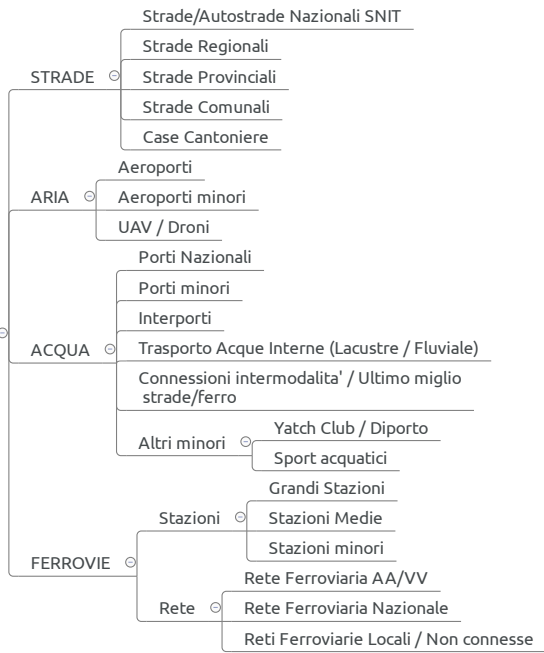 STRADE
Strade/Autostrade Nazionali SNIT
Strade Regionali
Strade Provinciali
Strade Comunali
Case Cantoniere
ARIA
Aeroporti
Aeroporti minori
UAV / Droni
ACQUA
Porti Nazionali
Porti minori
Interporti
Trasporto Acque Interne (Lacustre / Fluviale)
Connessioni intermodalita' / Ultimo miglio
strade/ferro
Altri minori
Yatch Club / Diporto
Sport acquatici
FERROVIE
Stazioni
Grandi Stazioni
Stazioni Medie
Stazioni minori
Rete
Rete Ferroviaria AA/VV
Rete Ferroviaria Nazionale
Reti Ferroviarie Locali / Non connesse